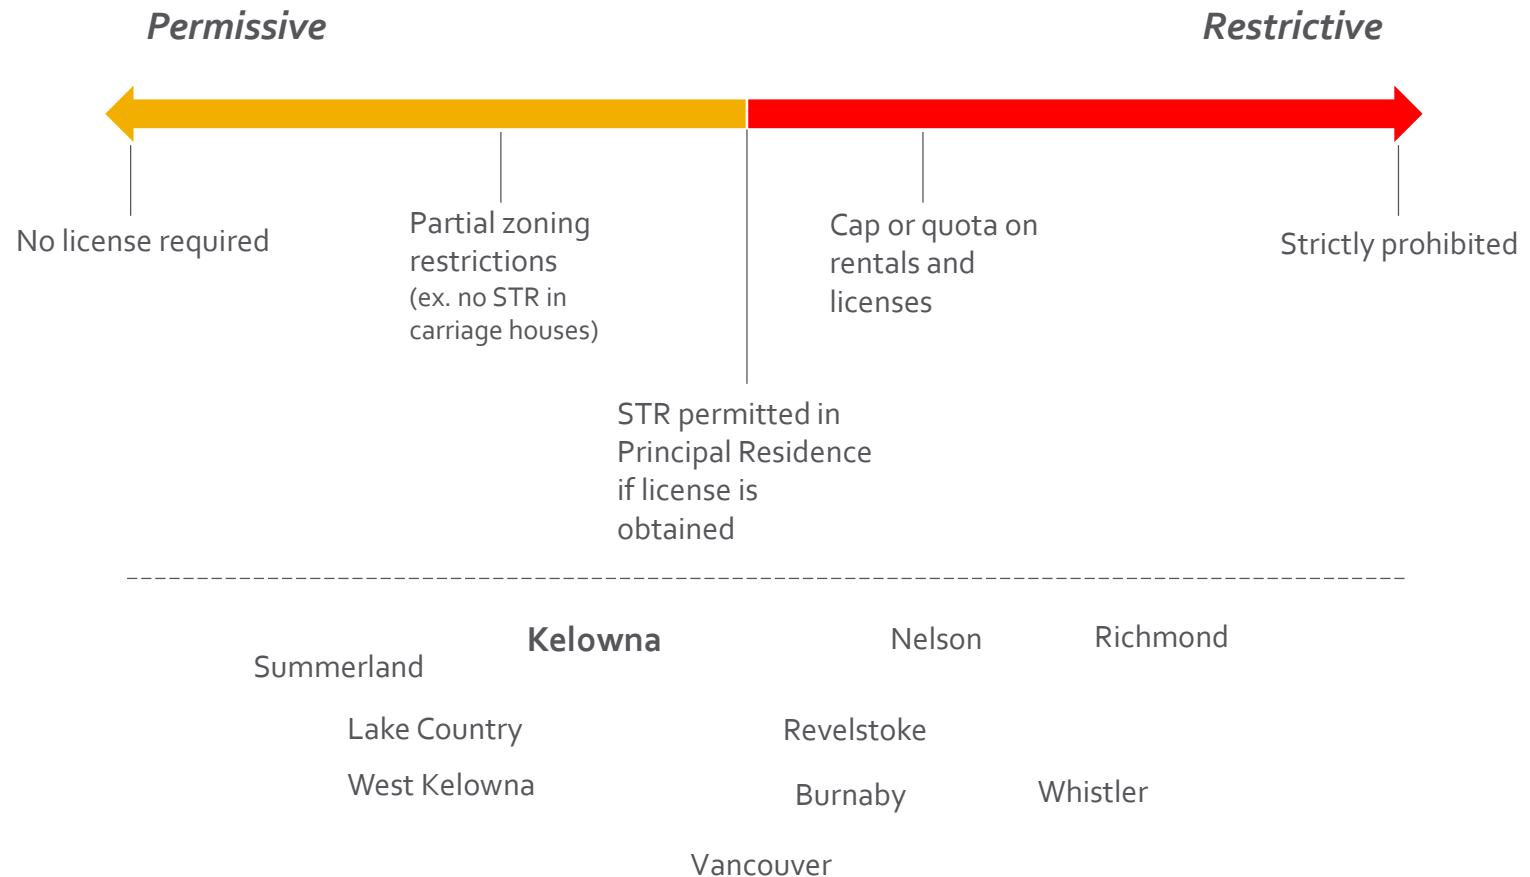 Permissive
Restrictive
No license required
Partial zoning
restrictions
(ex. no STR in
carriage houses)
STR permitted in
Principal Residence
if license is
obtained
Cap or quota on
rentals and
licenses
Strictly prohibited
Kelowna
Nelson
Richmond
Summerland
Lake Country
Revelstoke
West Kelowna
Burnaby
Whistler
Vancouver